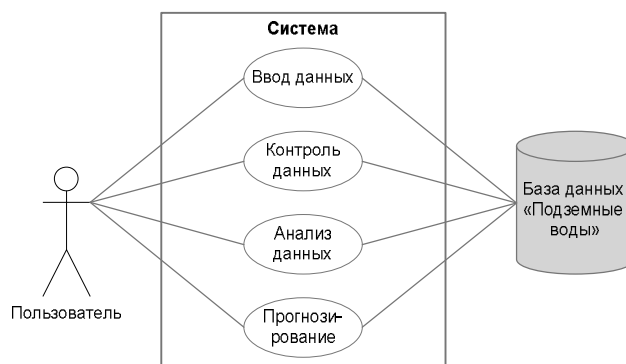 Система
Ввод данных
Контроль
данных
База данных
«Подземные
воды»
Анализ
данных
Пользователь
Прогнози-
рование